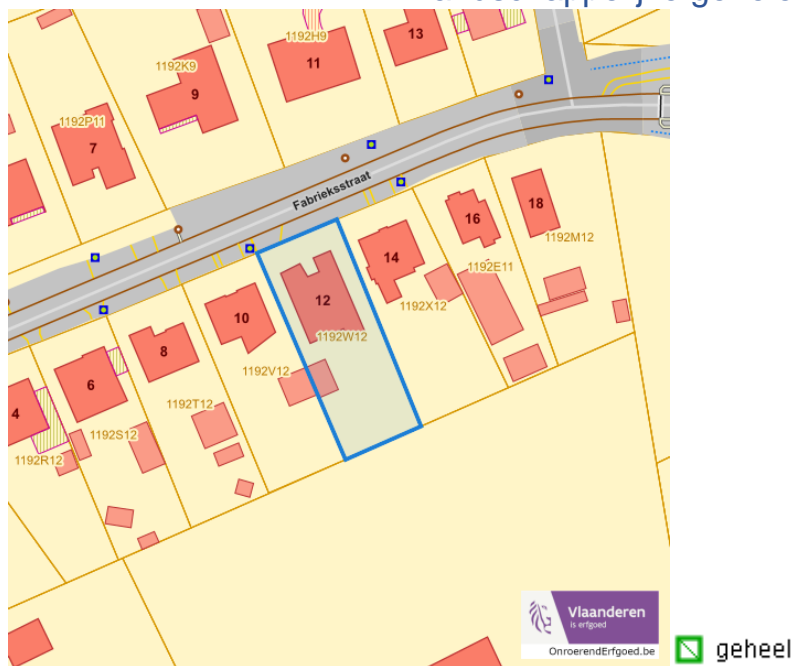 1192H9
13
11
1192K9
9
1192P11
7
Fabrieksstraat
18
16
1192M12
14
1192E11
12
1192X12
10
1192W12
8
1192V12
6
1192T12
4
1192S12
1192R12
Vlaanderen
is erfgoed
OnroerendErfgoed.be
geheel